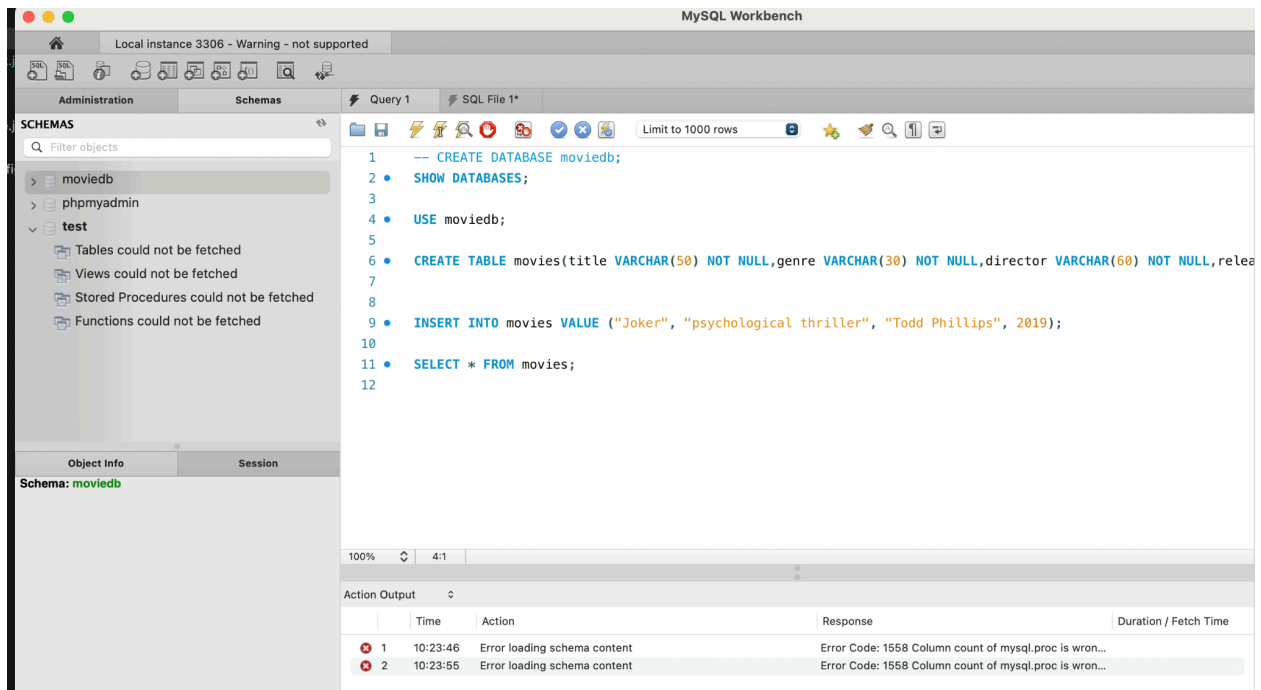 MySQL Workbench
Local instance 3306 - Warning - not supported
Administration
Schemas
Query 1
SQL File 1*
SCHEMAS
Limit to 1000 rows
Filter objects
moviedb
phpmyadmin
test
Tables could not be fetched
Views could not be fetched
Stored Procedures could not be fetched
Functions could not be fetched
1 -- CREATE DATABASE moviedb;
2 SHOW DATABASES;
3
4 USE moviedb;
5
6 CREATE TABLE movies(title VARCHAR(50) NOT NULL,genre VARCHAR(30) NOT NULL,director VARCHAR(60) NOT NULL,relea
7
8
9 INSERT INTO movies VALUE ("Joker", "psychological thriller", "Todd Phillips", 2019);
10
11 SELECT * FROM movies;
12
Object Info
Session
Schema: moviedb
100%
4:1
Action Output
Time
Action
Response
Duration / Fetch Time
1 10:23:46 Error loading schema content Error Code: 1558 Column count of mysql.proc is wron...
2 10:23:55 Error loading schema content Error Code: 1558 Column count of mysql.proc is wron...